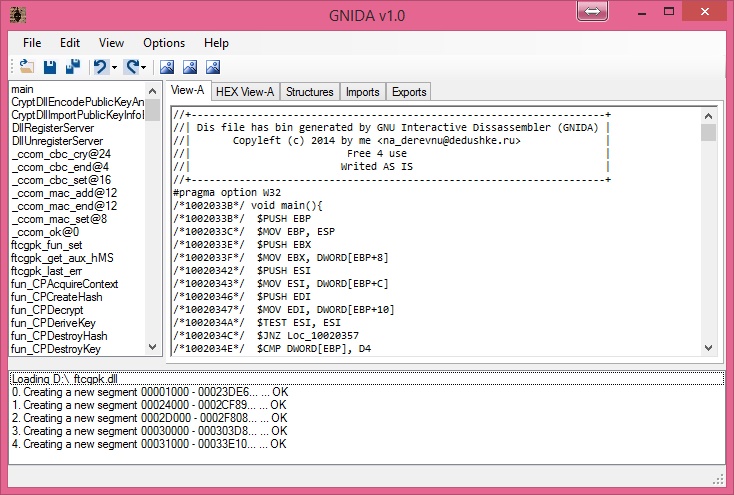 GNIDA v1.0
File Edit View Options Help
View-A HEX View-A Structures Imports Exports
main
CryptDllEncodePublicKeyAn
CryptDllImportPublicKeyInfoI
DllRegisterServer
DllUnregisterServer
_ccom_cbc_cry@24
_ccom_cbc_end@4
_ccom_cbc_set@16
_ccom_mac_add@12
_ccom_mac_end@12
_ccom_mac_set@8
_ccom_ok@0
ftcgpk_fun_set
ftcgpk_get_aux_hMS
ftcgpk_last_err
fun_CPAcquireContext
fun_CPCreateHash
fun_CPDecrypt
fun_CPDeriveKey
fun_CPDestroyHash
fun_CPDestroyKey
//+-----------------------------------------------------------------+
//| Dis file has bin generated by GNU Interactive Dissassembler (GNIDA) |
//| Copyleft (c) 2014 by me <na_derevnu@dedushke.ru> |
//| Free 4 use |
//| Writed AS IS |
//+-----------------------------------------------------------------+
#pragma option W32
/*1002033B*/ void main(){
/*1002033B*/ $PUSH EBP
/*1002033C*/ $MOV EBP, ESP
/*1002033E*/ $PUSH EBX
/*1002033F*/ $MOV EBX, DWORD[EBP+8]
/*10020342*/ $PUSH ESI
/*10020343*/ $MOV ESI, DWORD[EBP+C]
/*10020346*/ $PUSH EDI
/*10020347*/ $MOV EDI, DWORD[EBP+10]
/*1002034A*/ $TEST ESI, ESI
/*1002034C*/ $JNZ Loc_10020357
/*1002034E*/ $CMP DWORD[EBP], D4
Loading D:\ ftcgpk.dll
0. Creating a new segment 00001000 - 00023DE6... ... OK
1. Creating a new segment 00024000 - 0002CF89... ... OK
2. Creating a new segment 0002D000 - 0002F808... ... OK
3. Creating a new segment 00030000 - 000303D8... ... OK
4. Creating a new segment 00031000 - 00033E10... ... OK